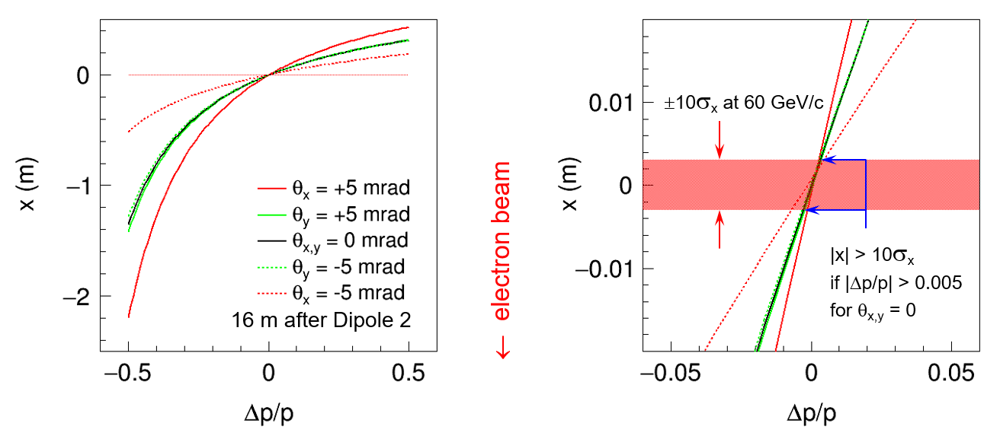 0
−1
−2
x (m)
θx = +5 mrad
θy = +5 mrad
θx,y = 0 mrad
θy = -5 mrad
θx = -5 mrad
16 m after Dipole 2
−0.5
0
0.5
Δp/p
← electron beam
0.01
0
−0.01
x (m)
±10σx at 60 GeV/c
|x| > 10σx
if |Δp/p| > 0.005
for θx,y = 0
−0.05
0
0.05
Δp/p